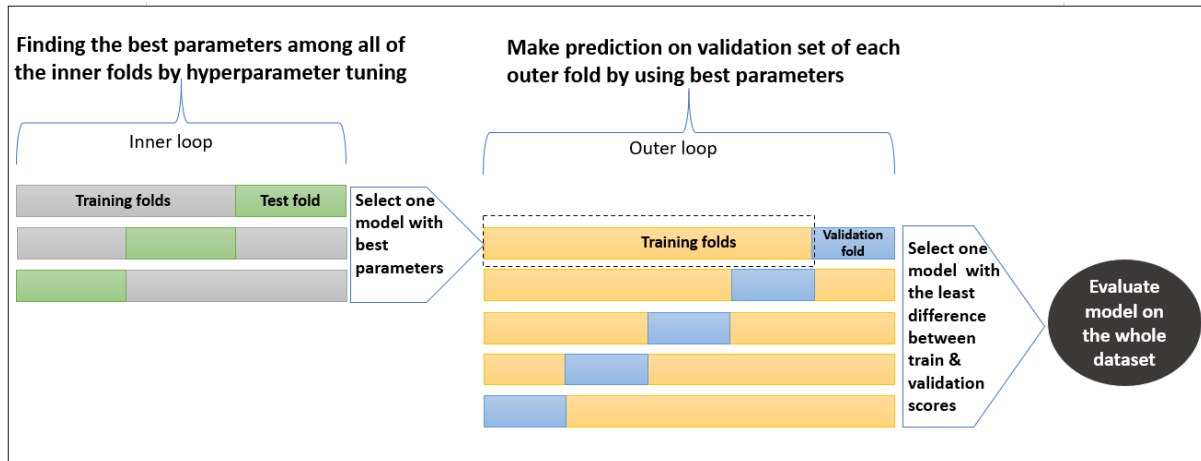 Finding the best parameters among all of
the inner folds by hyperparameter tuning
Inner loop
Training folds
Test fold
Select one
model with
best
parameters
Make prediction on validation set of each
outer fold by using best parameters
Outer loop
Training folds
Validation
fold
Select one
model with
the least
difference
between
train &
validation
scores
Evaluate
model on
the whole
dataset